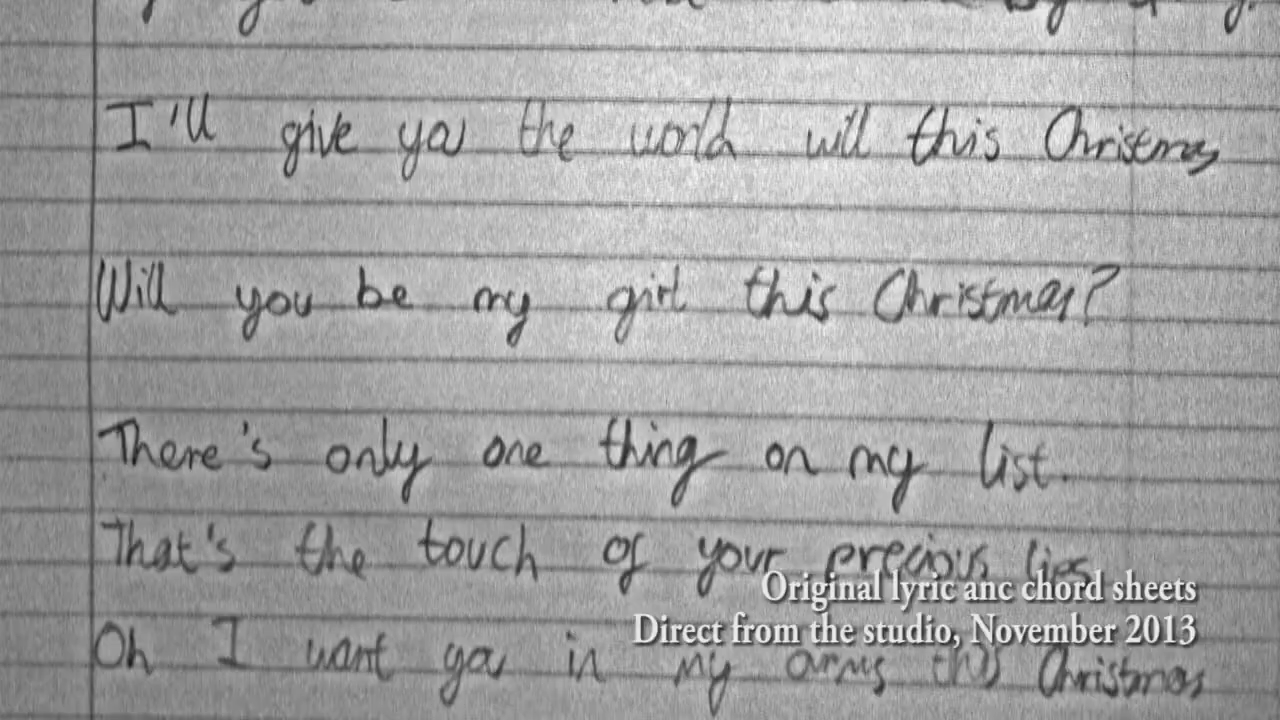 I'll give you the world will this Christmas
Will you be my girl this Christmas?
There's only one thing on my list.
That's the touch of your precious lips
Original lyric anc chord sheets
Direct from the studio, November 2013
Oh I want you in my arms this Christmas